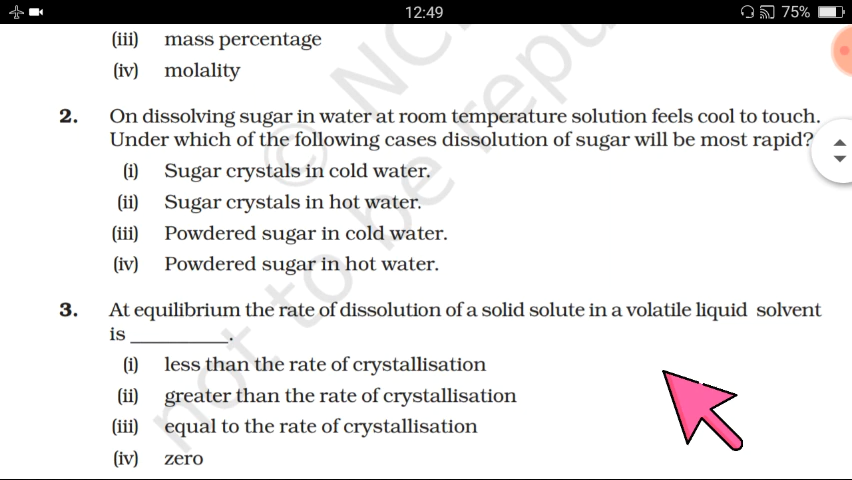 12:49
75%
(iii) mass percentage
(iv) molality
2. On dissolving sugar in water at room temperature solution feels cool to touch.
Under which of the following cases dissolution of sugar will be most rapid?
(i) Sugar crystals in cold water.
(ii) Sugar crystals in hot water.
(iii) Powdered sugar in cold water.
(iv) Powdered sugar in hot water.
3. At equilibrium the rate of dissolution of a solid solute in a volatile liquid solvent
is __________.
(i) less than the rate of crystallisation
(ii) greater than the rate of crystallisation
(iii) equal to the rate of crystallisation
(iv) zero
© NC
not to be repu